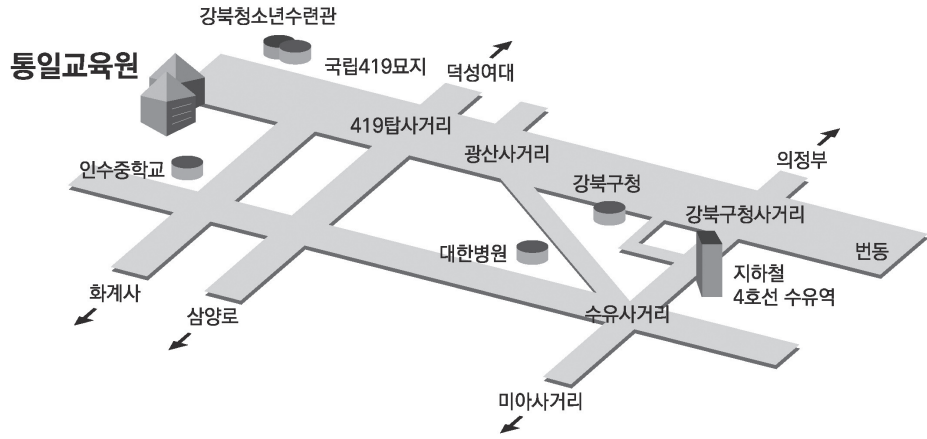 강북청소년수련관
통일교육원
국립419묘지
덕성여대
419탑사거리
광산사거리
의정부
인수중학교
강북구청
강북구청사거리
대한병원
번동
지하철
4호선 수유역
화계사
삼양로
수유사거리
미아사거리